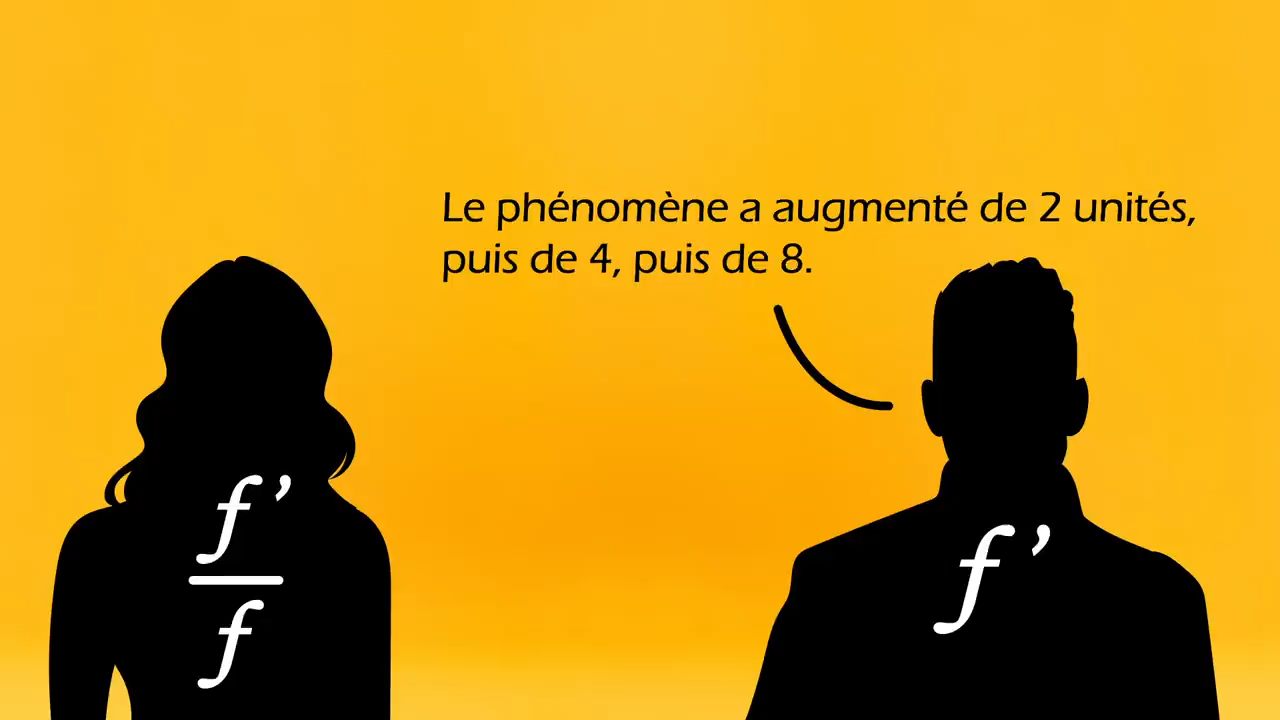 Le phénomène a augmenté de 2 unités,
puis de 4, puis de 8.
f’
f
f’